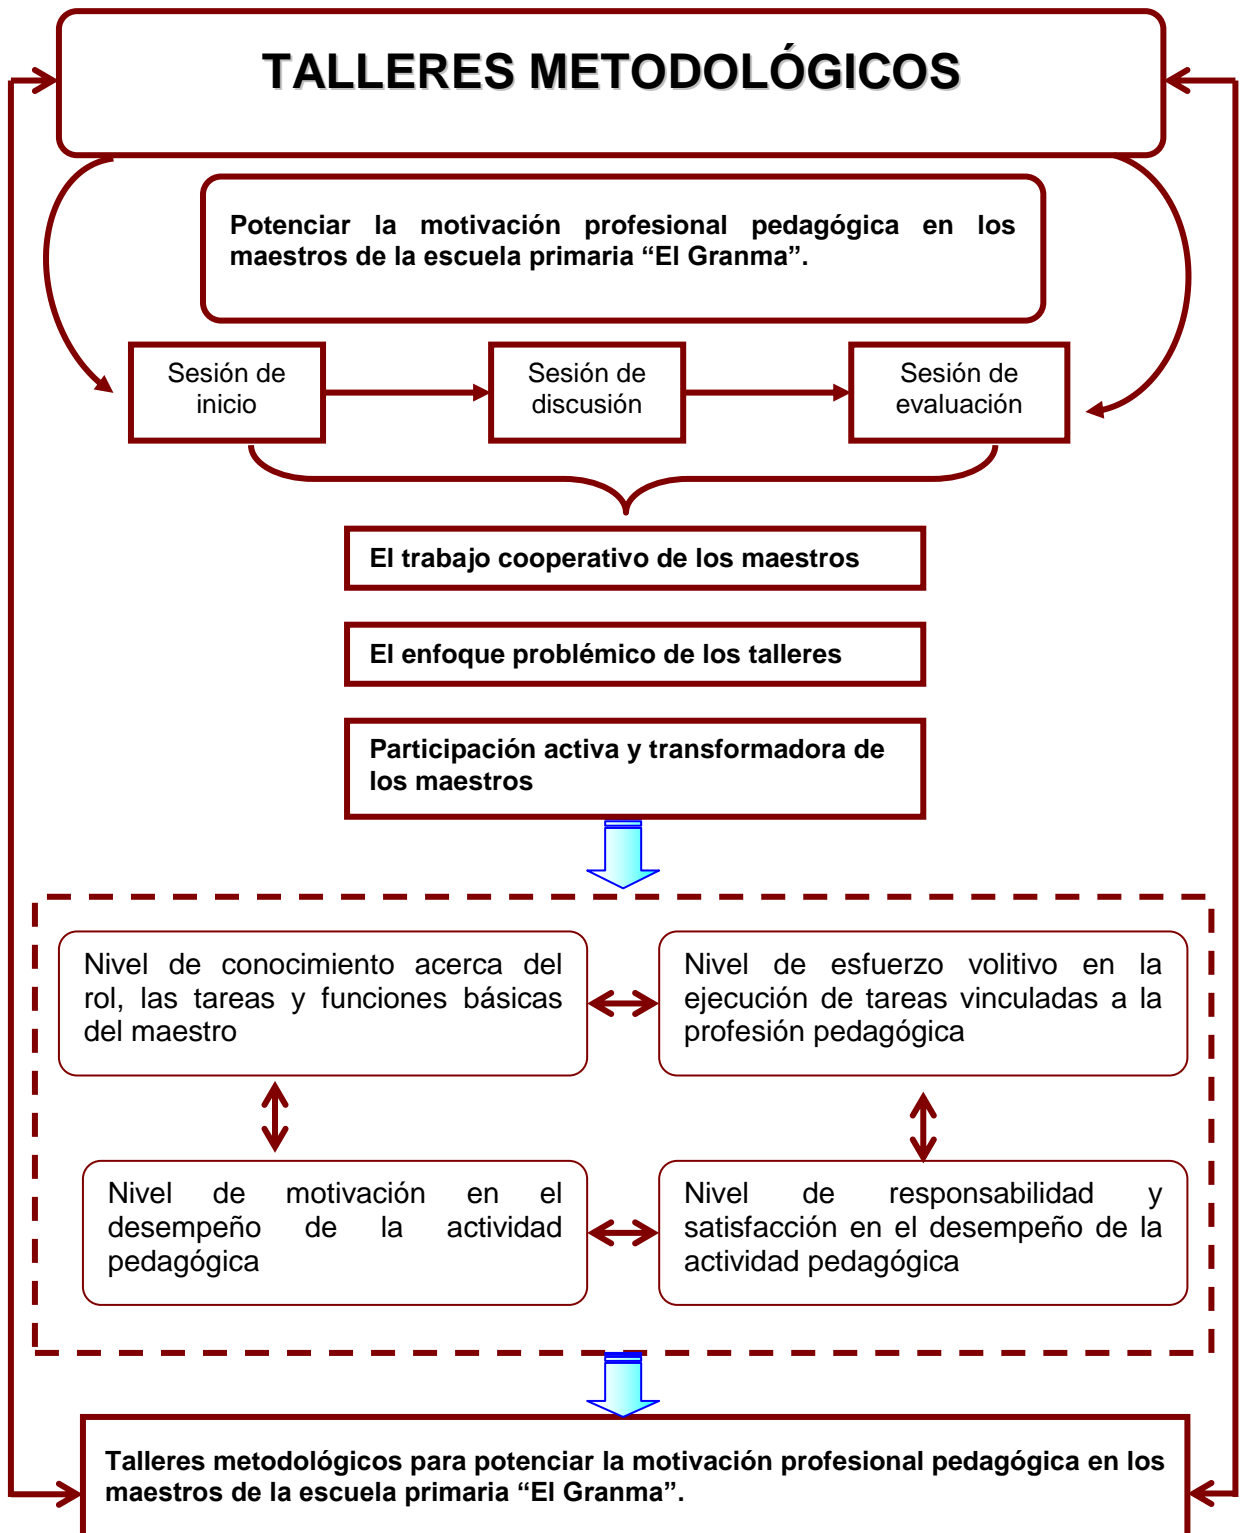 TALLERES METODOLÓGICOS
Potenciar la motivación profesional pedagógica en los
maestros de la escuela primaria “El Granma”.
Sesión de
inicio
Sesión de
discusión
Sesión de
evaluación
El trabajo cooperativo de los maestros
El enfoque problémico de los talleres
Participación activa y transformadora de
los maestros
Nivel de conocimiento acerca del
rol, las tareas y funciones básicas
del maestro
Nivel de esfuerzo volitivo en la
ejecución de tareas vinculadas a la
profesión pedagógica
Nivel de motivación en el
desempeño de la actividad
pedagógica
Nivel de responsabilidad y
satisfacción en el desempeño de la
actividad pedagógica
Talleres metodológicos para potenciar la motivación profesional pedagógica en los
maestros de la escuela primaria “El Granma”.